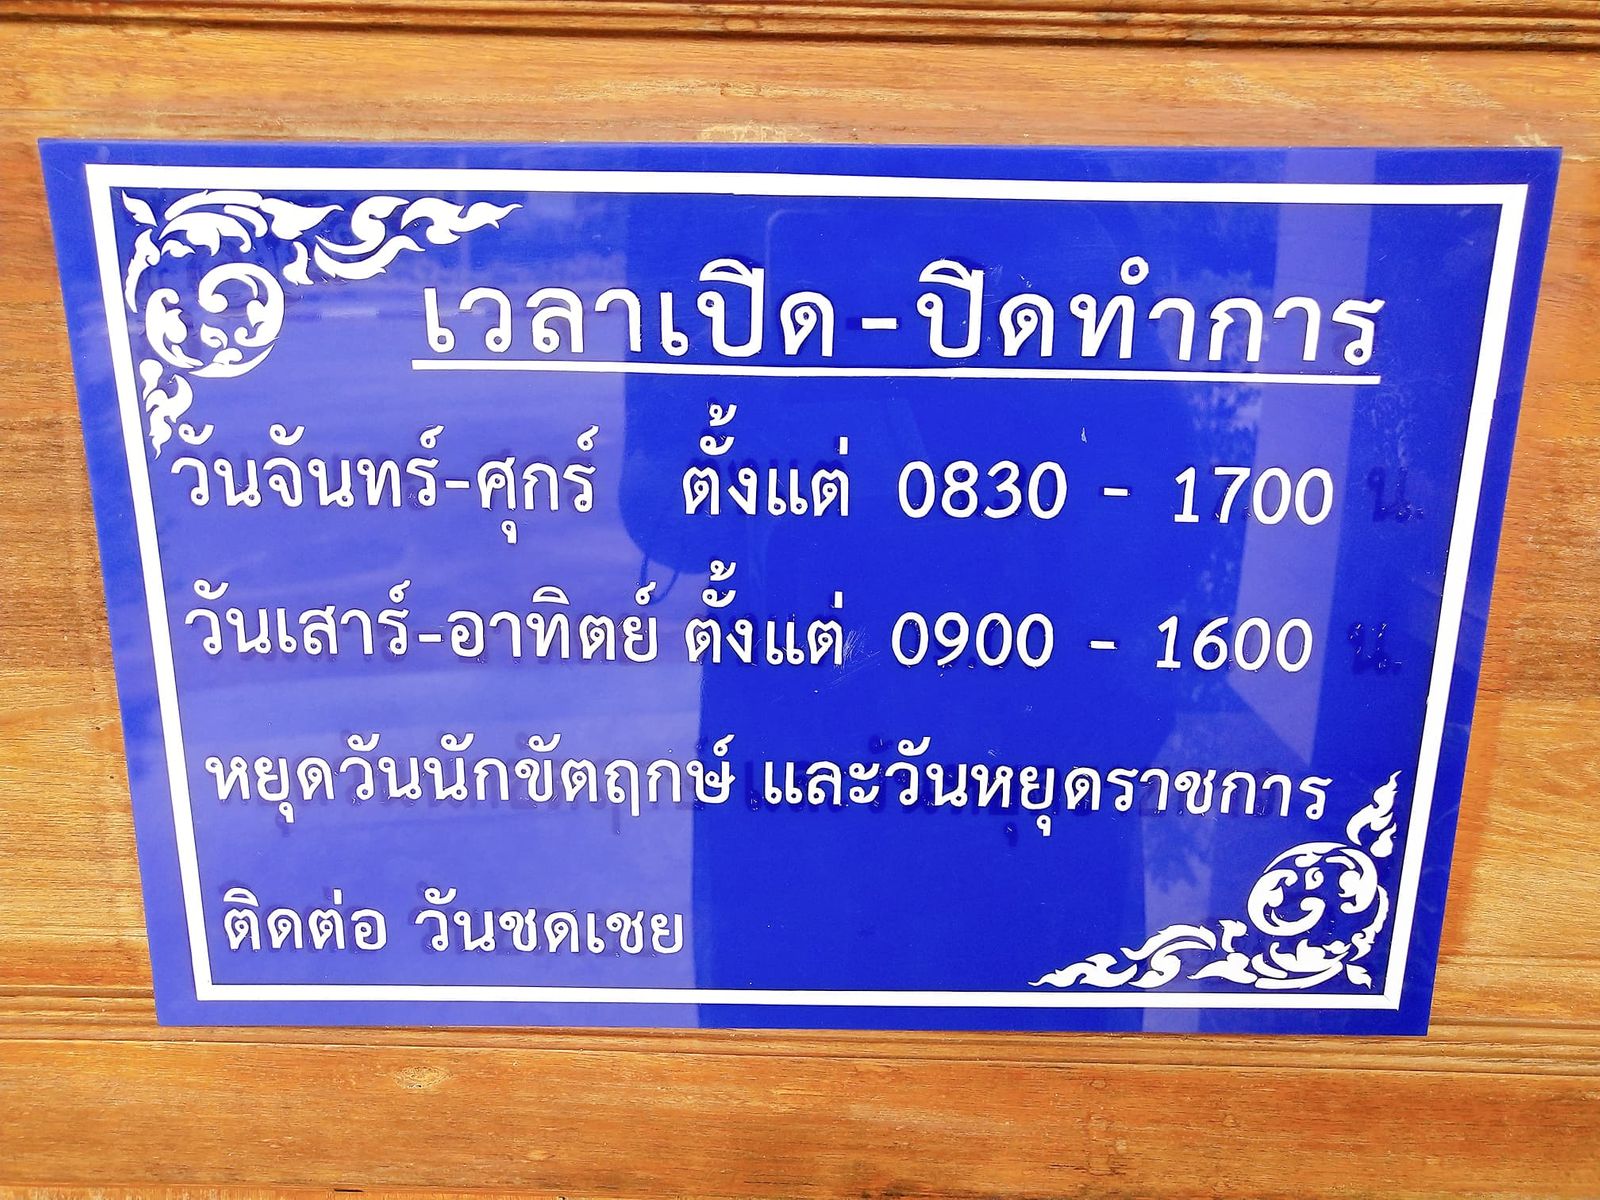 เวลาเปิด-ปิดทำการ
วันจันทร์-ศุกร์ ตั้งแต่ 0830 - 1700 น.
วันเสาร์-อาทิตย์ ตั้งแต่ 0900 - 1600 น.
หยุดวันนักขัตฤกษ์ และวันหยุดราชการ
ติดต่อ วันชดเชย